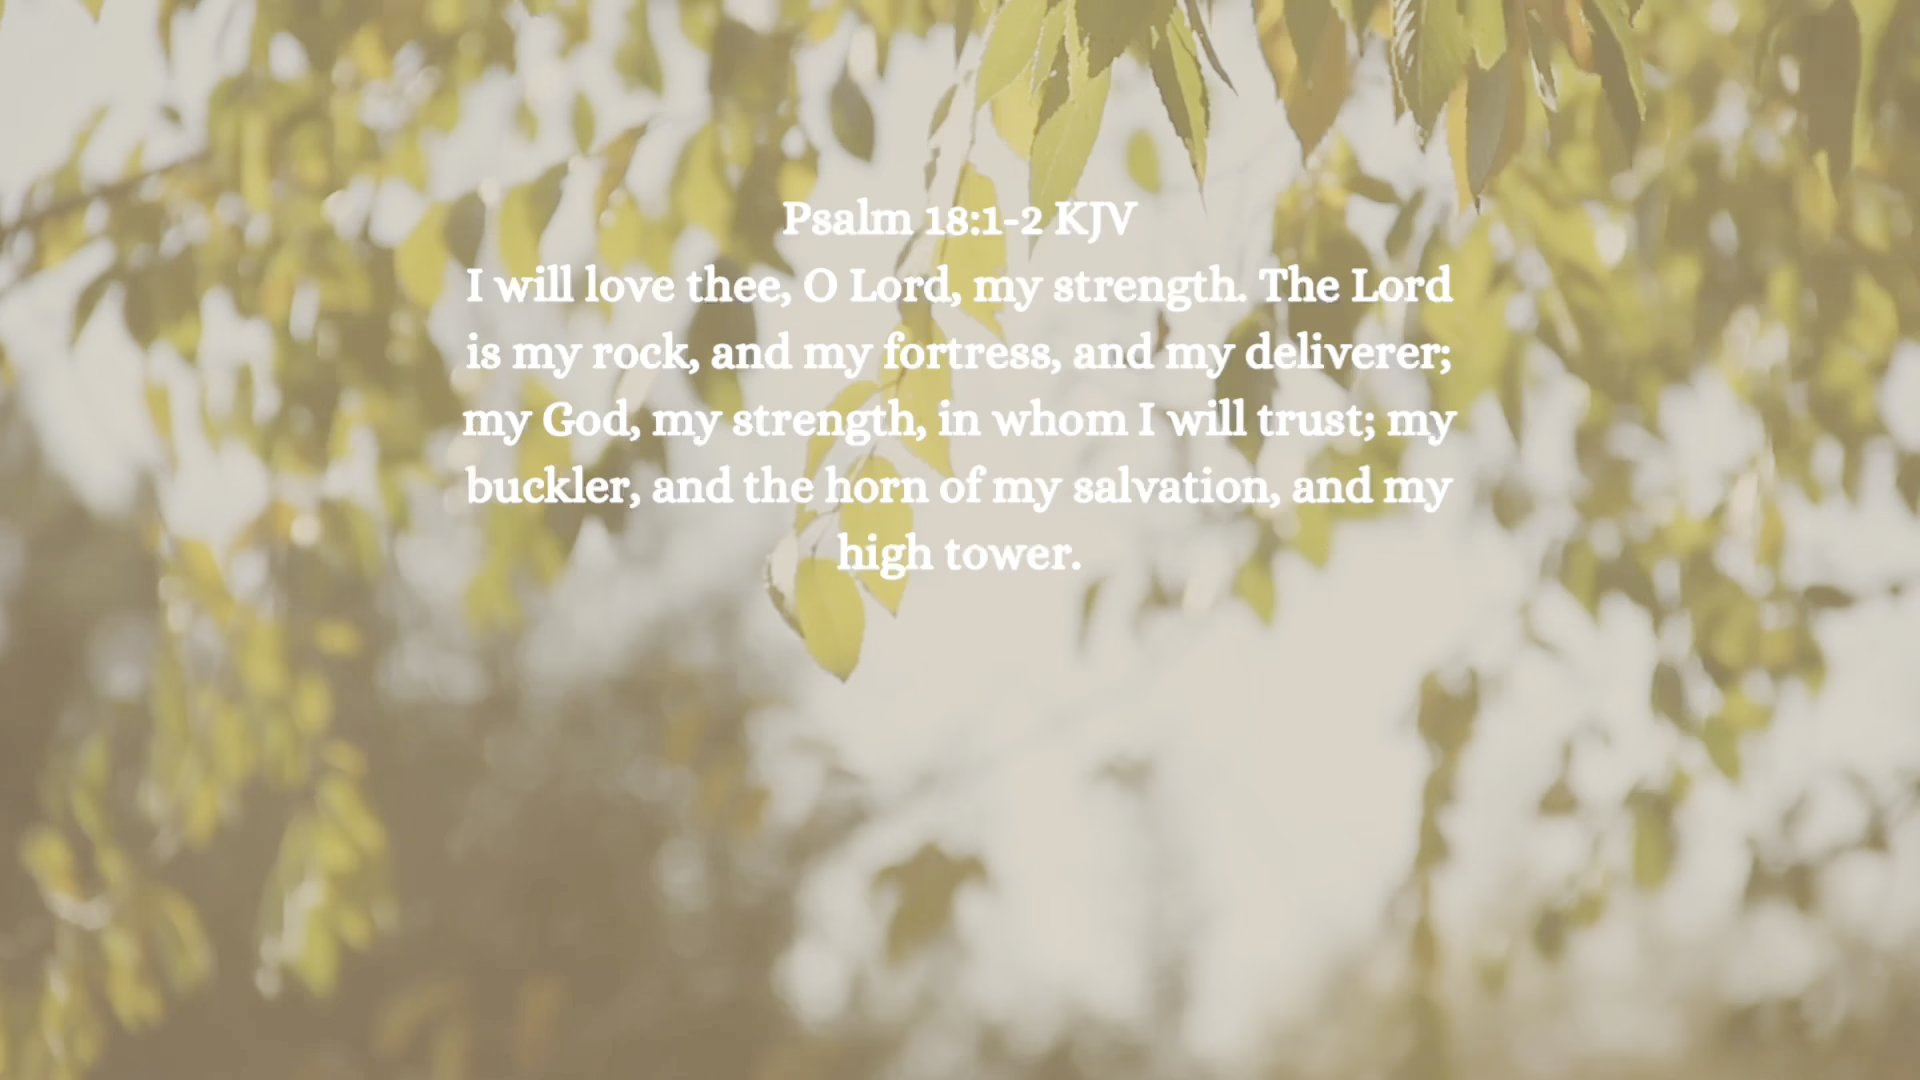 Psalm 18:1-2 KJV
I will love thee, O Lord, my strength. The Lord
is my rock, and my fortress, and my deliverer;
my God, my strength, in whom I will trust; my
buckler, and the horn of my salvation, and my
high tower.